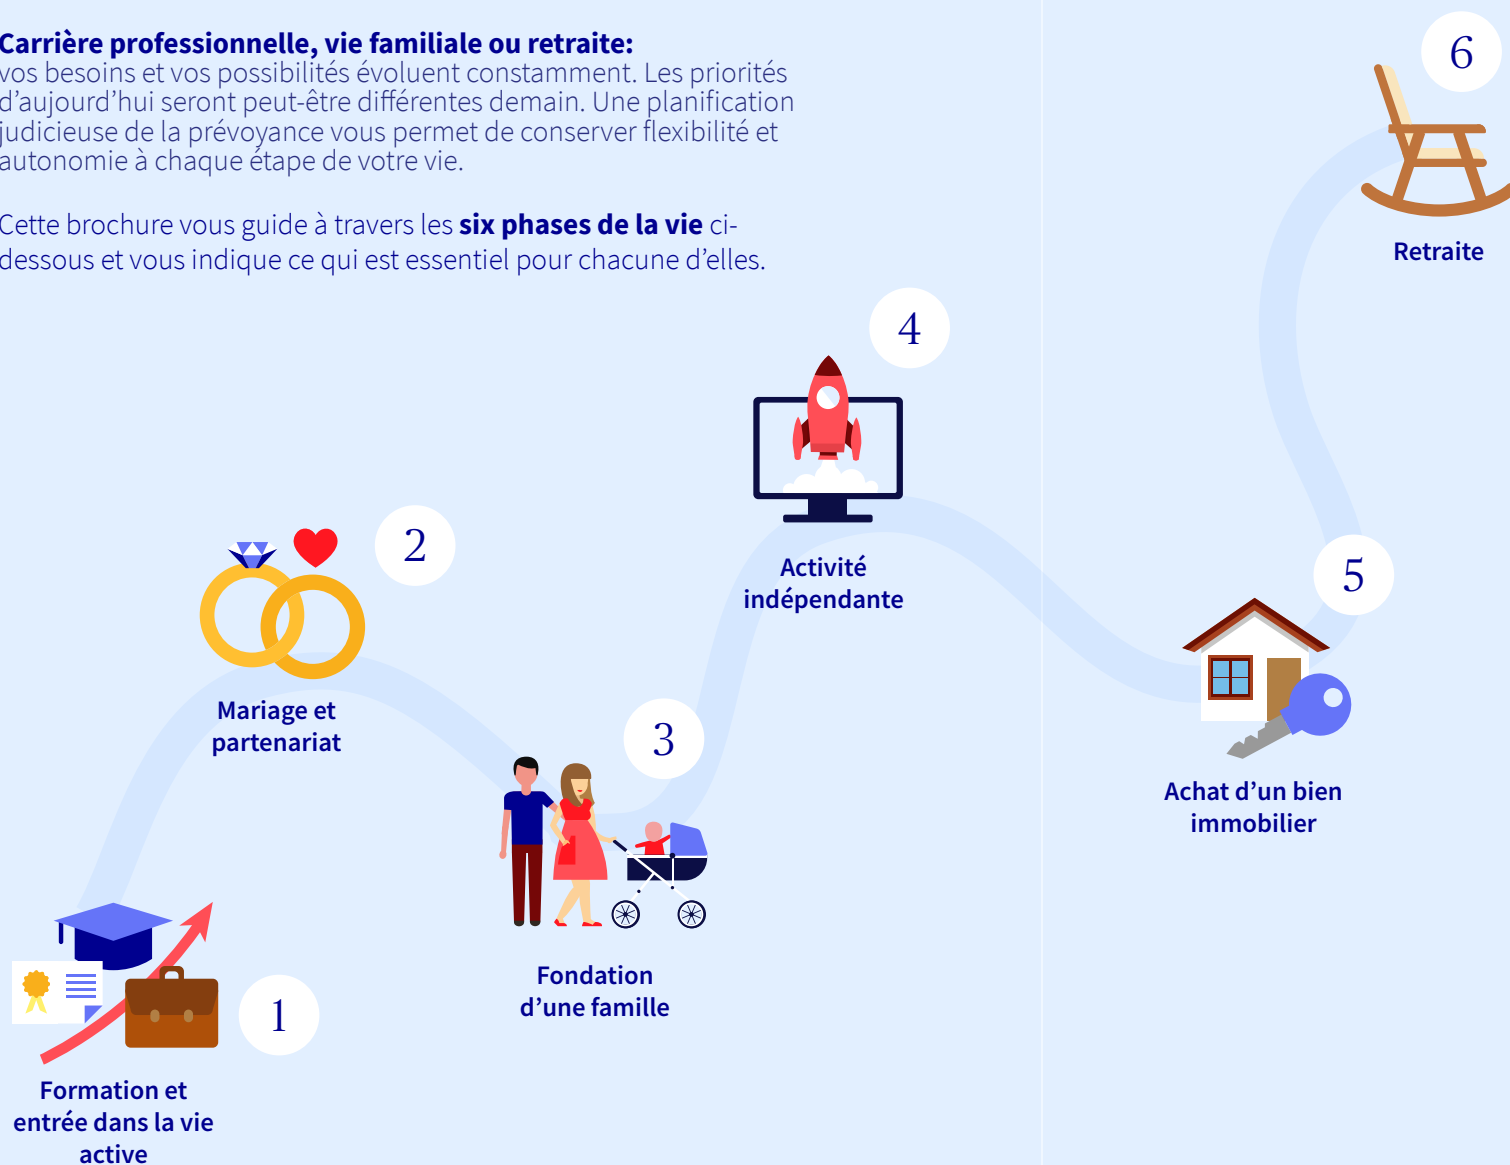 Carrière professionnelle, vie familiale ou retraite:
vos besoins et vos possibilités évoluent constamment. Les priorités
d’aujourd’hui seront peut-être différentes demain. Une planification
judicieuse de la prévoyance vous permet de conserver flexibilité et
autonomie à chaque étape de votre vie.
Cette brochure vous guide à travers les six phases de la vie ci-
dessous et vous indique ce qui est essentiel pour chacune d’elles.
1
Formation et
entrée dans la vie
active
2
Mariage et
partenariat
3
Fondation
d’une famille
4
Activité
indépendante
5
Achat d’un bien
immobilier
6
Retraite